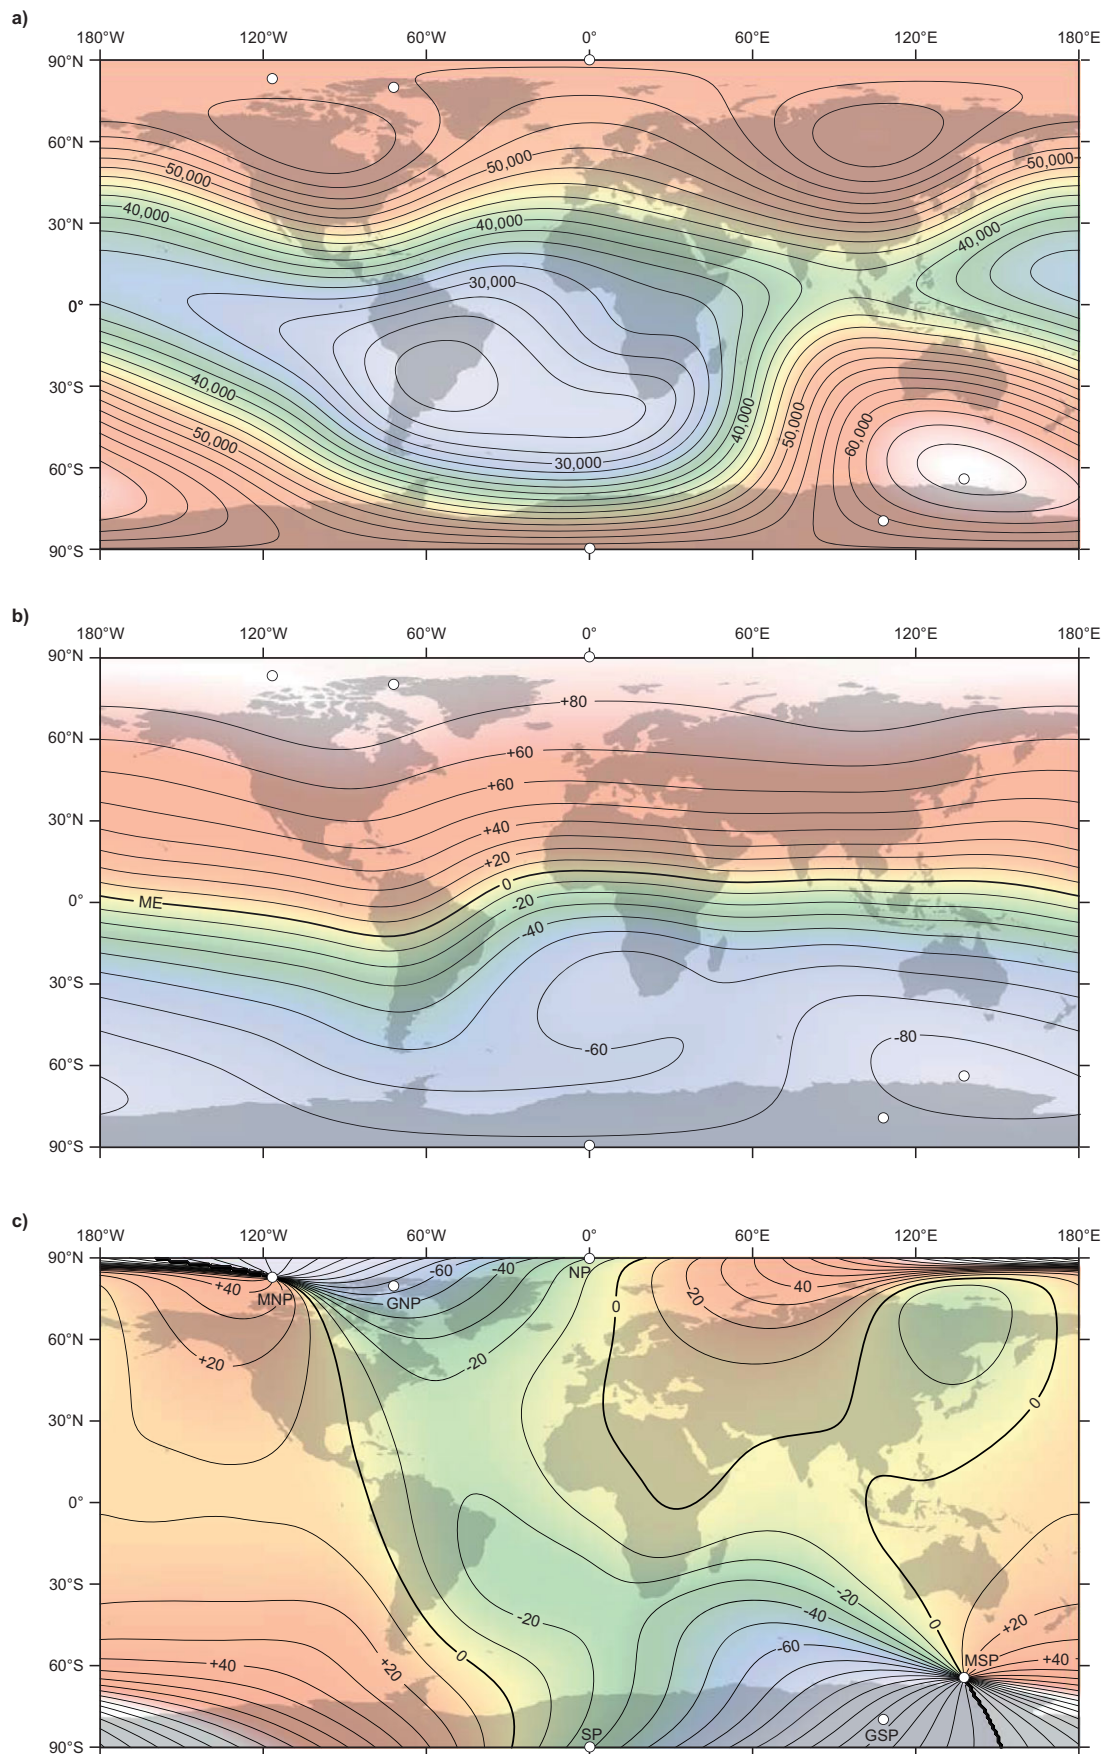 a)
180°W 120°W 60°W 0° 60°E 120°E 180°E
90°N
60°N
50,000 50,000 50,000
40,000 40,000 40,000
30°N
30,000
0°
30°S
40,000 40,000
50,000 50,000 60,000
60°S
30,000
90°S
b)
180°W 120°W 60°W 0° 60°E 120°E 180°E
90°N
+80
60°N
+60
+60
30°N
+40
+20
0
0°
ME
-20
-40
30°S
-60
-80
60°S
90°S
c)
180°W 120°W 60°W 0° 60°E 120°E 180°E
90°N
+40 -60 -40 NP 20 40
MNP GNP
0
60°N
+20 -20
30°N
0
0°
30°S
-20 -20 -40 0 +20
60°S
+40 +20 0 -60 MSP +40
SP GSP
90°S